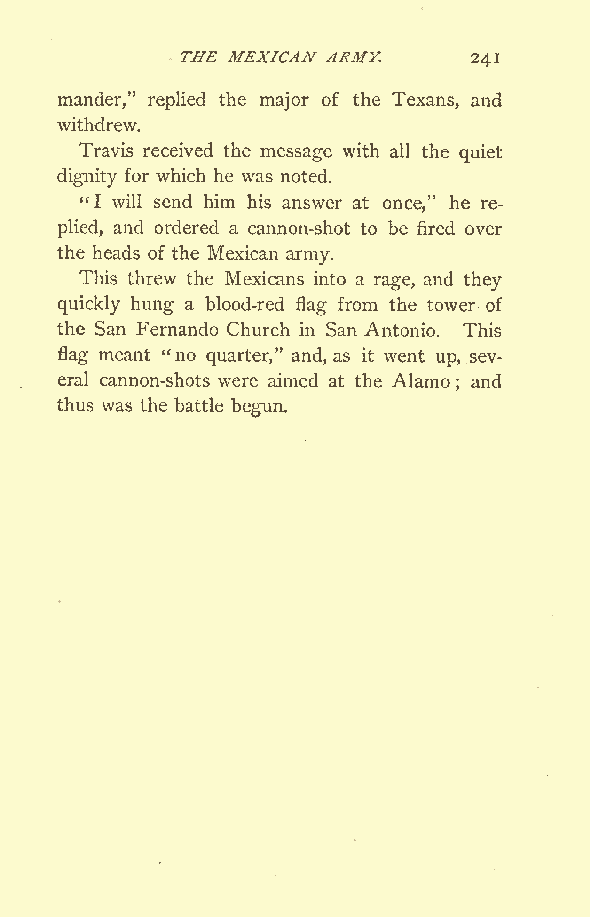 THE MEXICAN ARMY. 241
mander," replied the major of the Texans, and
withdrew.
Travis received the message with all the quiet
dignity for which he was noted.
"I will send him his answer at once," he re-
plied, and ordered a cannon-shot to be fired over
the heads of the Mexican army.
This threw the Mexicans into a rage, and they
quickly hung a blood-red flag from the tower of
the San Fernando Church in San Antonio. This
flag meant "no quarter," and, as it went up, sev-
eral cannon-shots were aimed at the Alamo; and
thus was the battle begun.